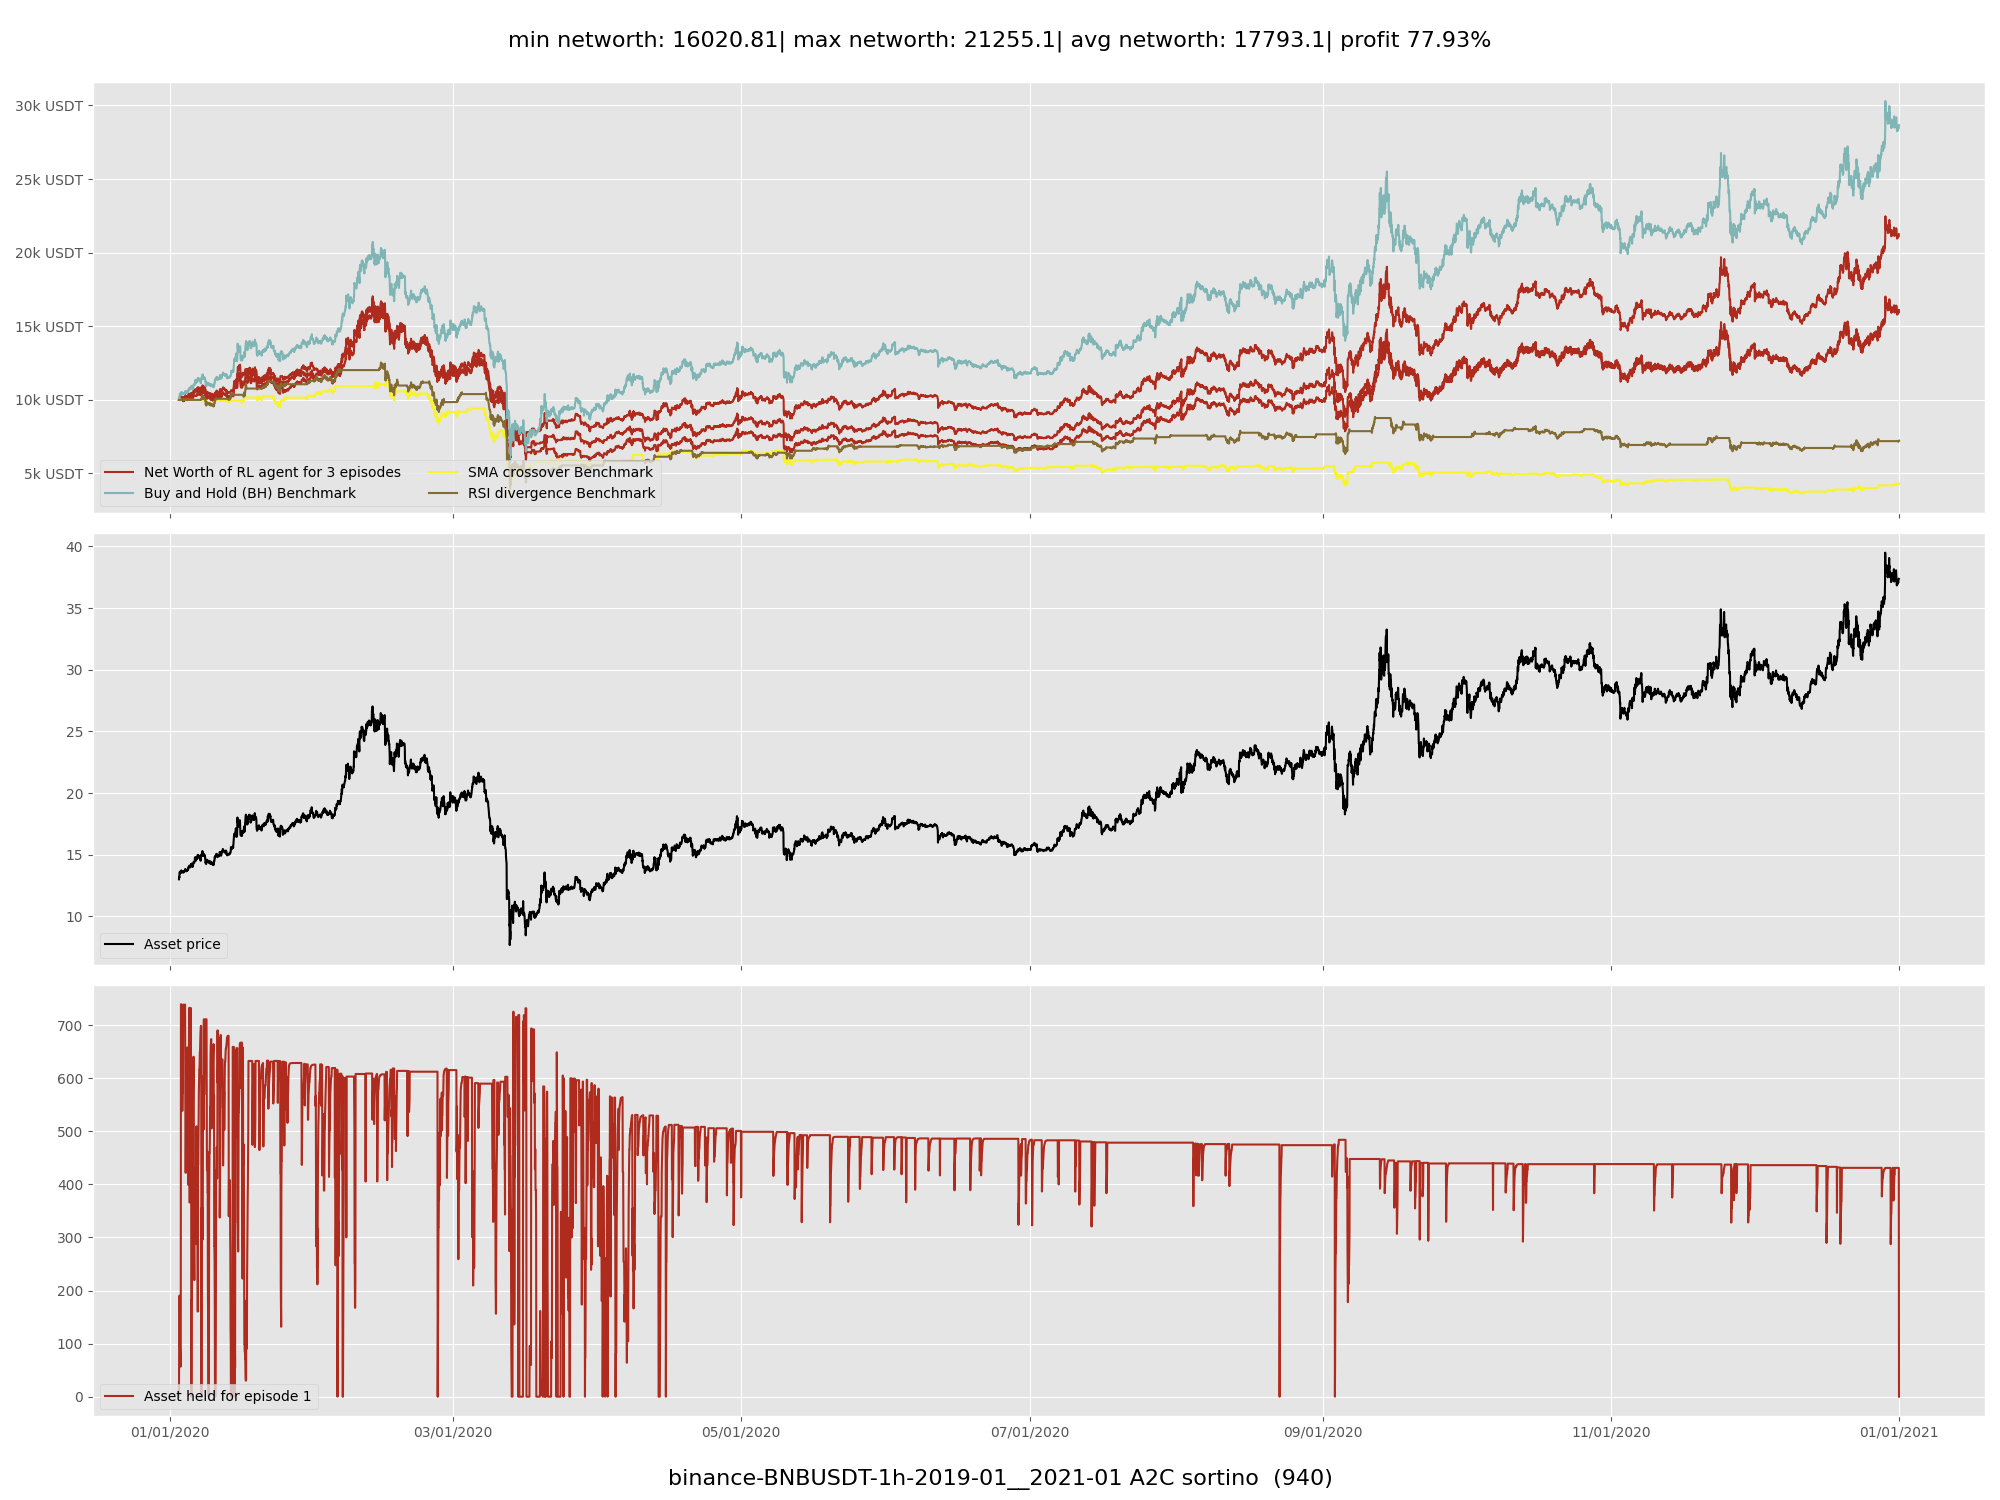 min networth: 16020.81| max networth: 21255.1| avg networth: 17793.1| profit 77.93%
30k USDT
25k USDT
20k USDT
15k USDT
10k USDT
5k USDT
Net Worth of RL agent for 3 episodes
Buy and Hold (BH) Benchmark
SMA crossover Benchmark
RSI divergence Benchmark
40
35
30
25
20
15
10
Asset price
700
600
500
400
300
200
100
0
Asset held for episode 1
01/01/2020 03/01/2020 05/01/2020 07/01/2020 09/01/2020 11/01/2020 01/01/2021
binance-BNBUSDT-1h-2019-01__2021-01 A2C sortino (940)